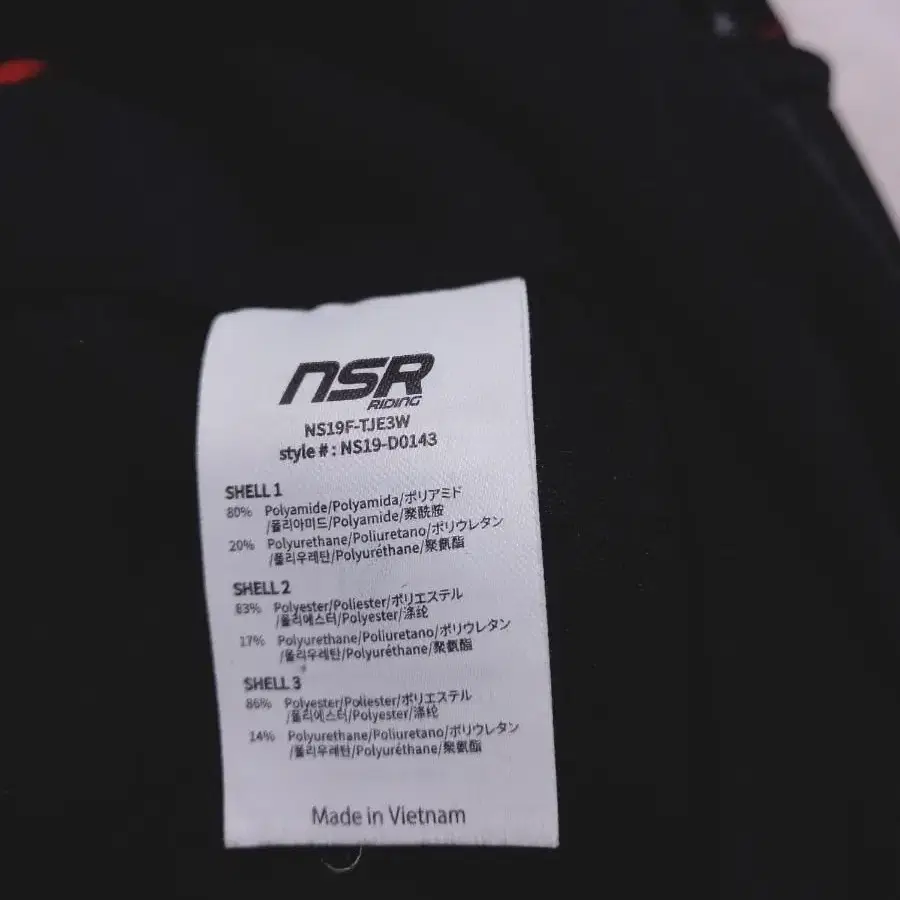 NSR
RIDING
NS19F-TJE3W
style # : NS19-D0143
SHELL 1
80% Polyamide/Polyamida/ポリアミド
/폴리아미드/Polyamide/聚酰胺
20% Polyurethane/Poliuretano/ポリウレタン
/폴리우레탄/Polyuréthane/聚氨酯
SHELL 2
83% Polyester/Poliester/ポリエステル
/폴리에스터/Polyester/涤纶
17% Polyurethane/Poliuretano/ポリウレタン
/폴리우레탄/Polyuréthane/聚氨酯
SHELL 3
86% Polyester/Poliester/ポリエステル
/폴리에스터/Polyester/涤纶
14% Polyurethane/Poliuretano/ポリウレタン
/폴리우레탄/Polyuréthane/聚氨酯
Made in Vietnam